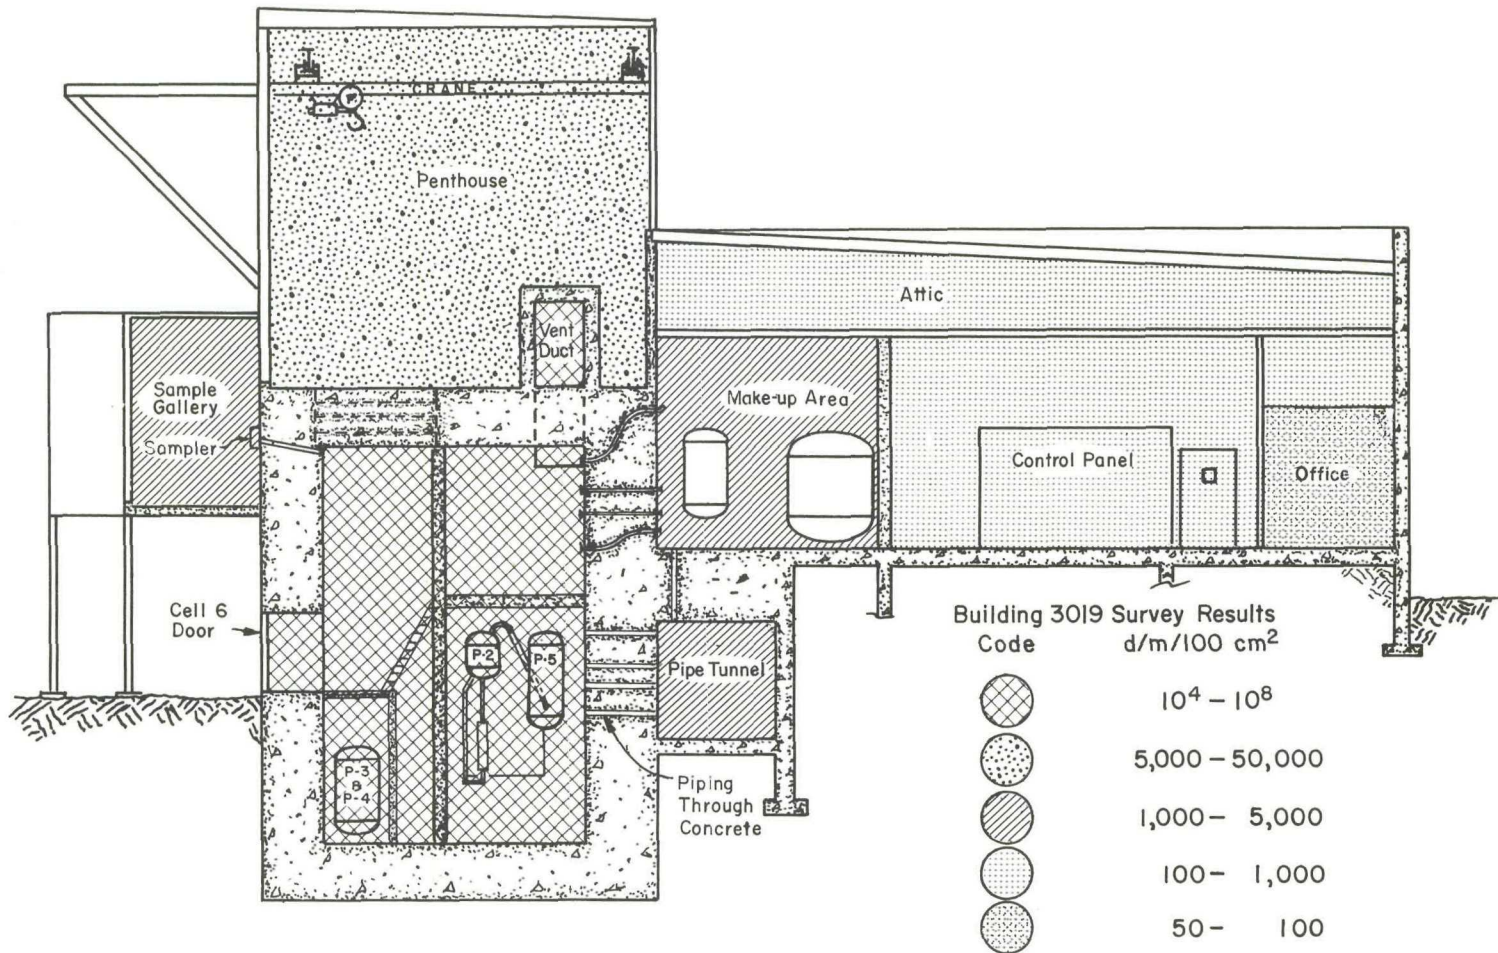 CRANE
Penthouse
Attic
Vent
Duct
Sample
Gallery
Sampler
Make-up Area
Control Panel
Office
Cell 6
Door
P-2
P-5
Pipe Tunnel
P-3
&
P-4
Piping
Through
Concrete
Building 3019 Survey Results
Code d/m/100 cm²
10⁴ – 10⁸
5,000 – 50,000
1,000 – 5,000
100 – 1,000
50 – 100